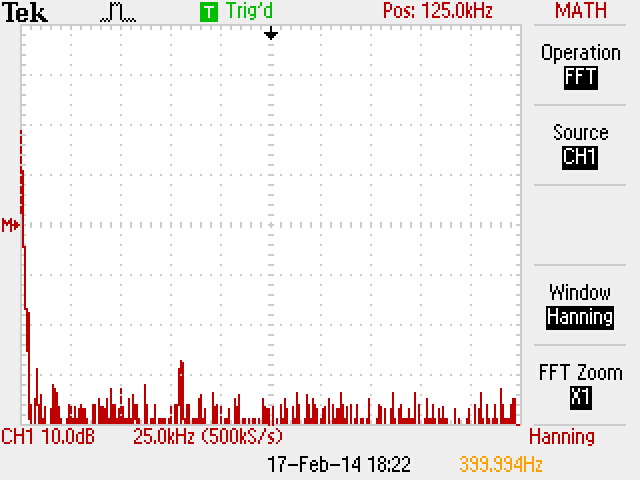 Tek T Trig'd Pos: 125.0kHz MATH
Operation
FFT
Source
CH1
M
Window
Hanning
FFT Zoom
X1
CH1 10.0dB 25.0kHz (500kS/s) Hanning
17-Feb-14 18:22 399.994Hz